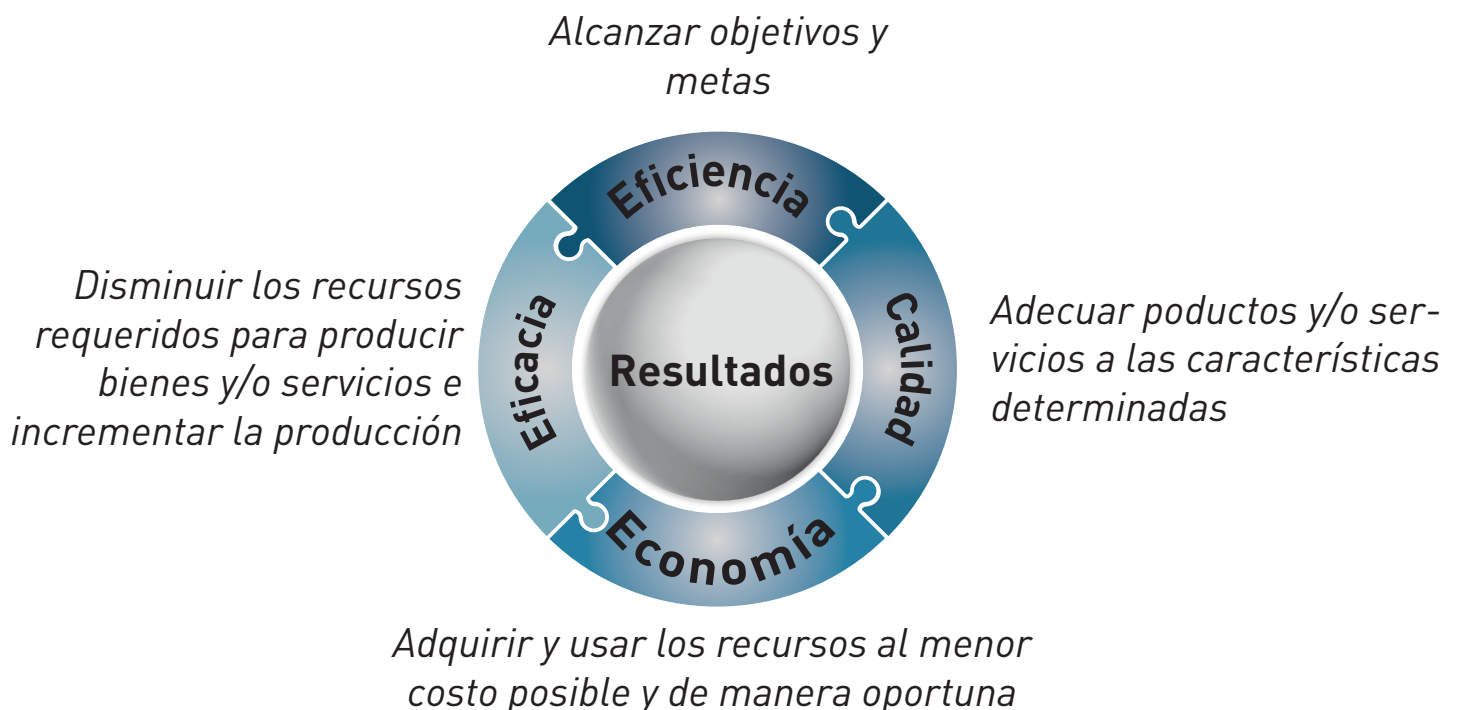 Alcanzar objetivos y
metas
Eficiencia
Disminuir los recursos
requeridos para producir
bienes y/o servicios e
incrementar la producción
Eficacia
Resultados
Calidad
Adecuar poductos y/o ser-
vicios a las características
determinadas
Economía
Adquirir y usar los recursos al menor
costo posible y de manera oportuna